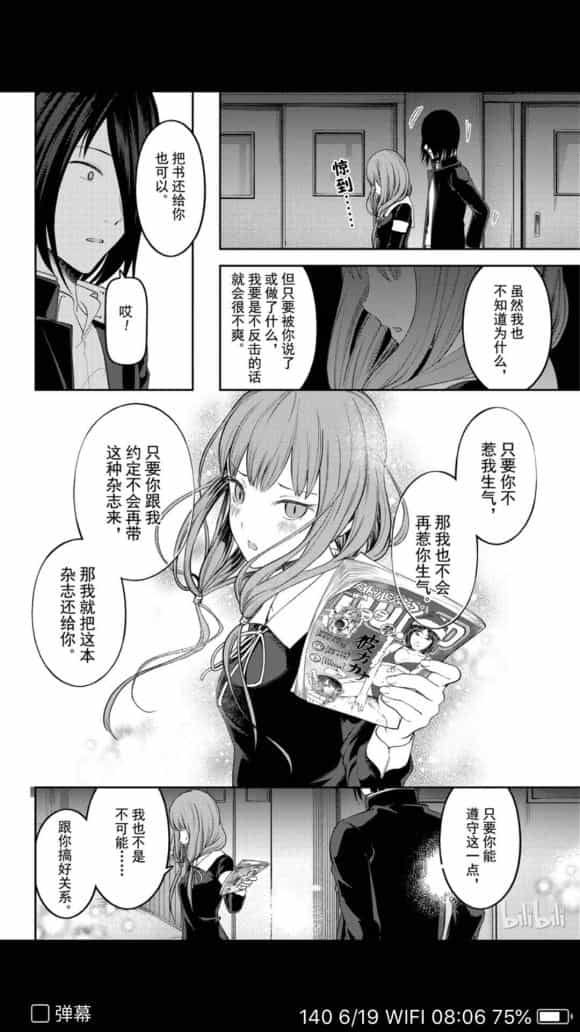 惊到……
把书还给你
也可以。
哎！
虽然我也
不知道为什么，
但只要被你说了
或做了什么，
我要是不反击的话
就会很不爽。
只要你不
惹我生气，
那我也不会
再惹你生气。
只要你跟我
约定不会再带
这种杂志来，
那我就把这本
杂志还给你。
只要你能
遵守这一点，
我也不是
不可能……
跟你搞好关系。
bilibili
弹幕
140 6/19 WIFI 08:06 75%